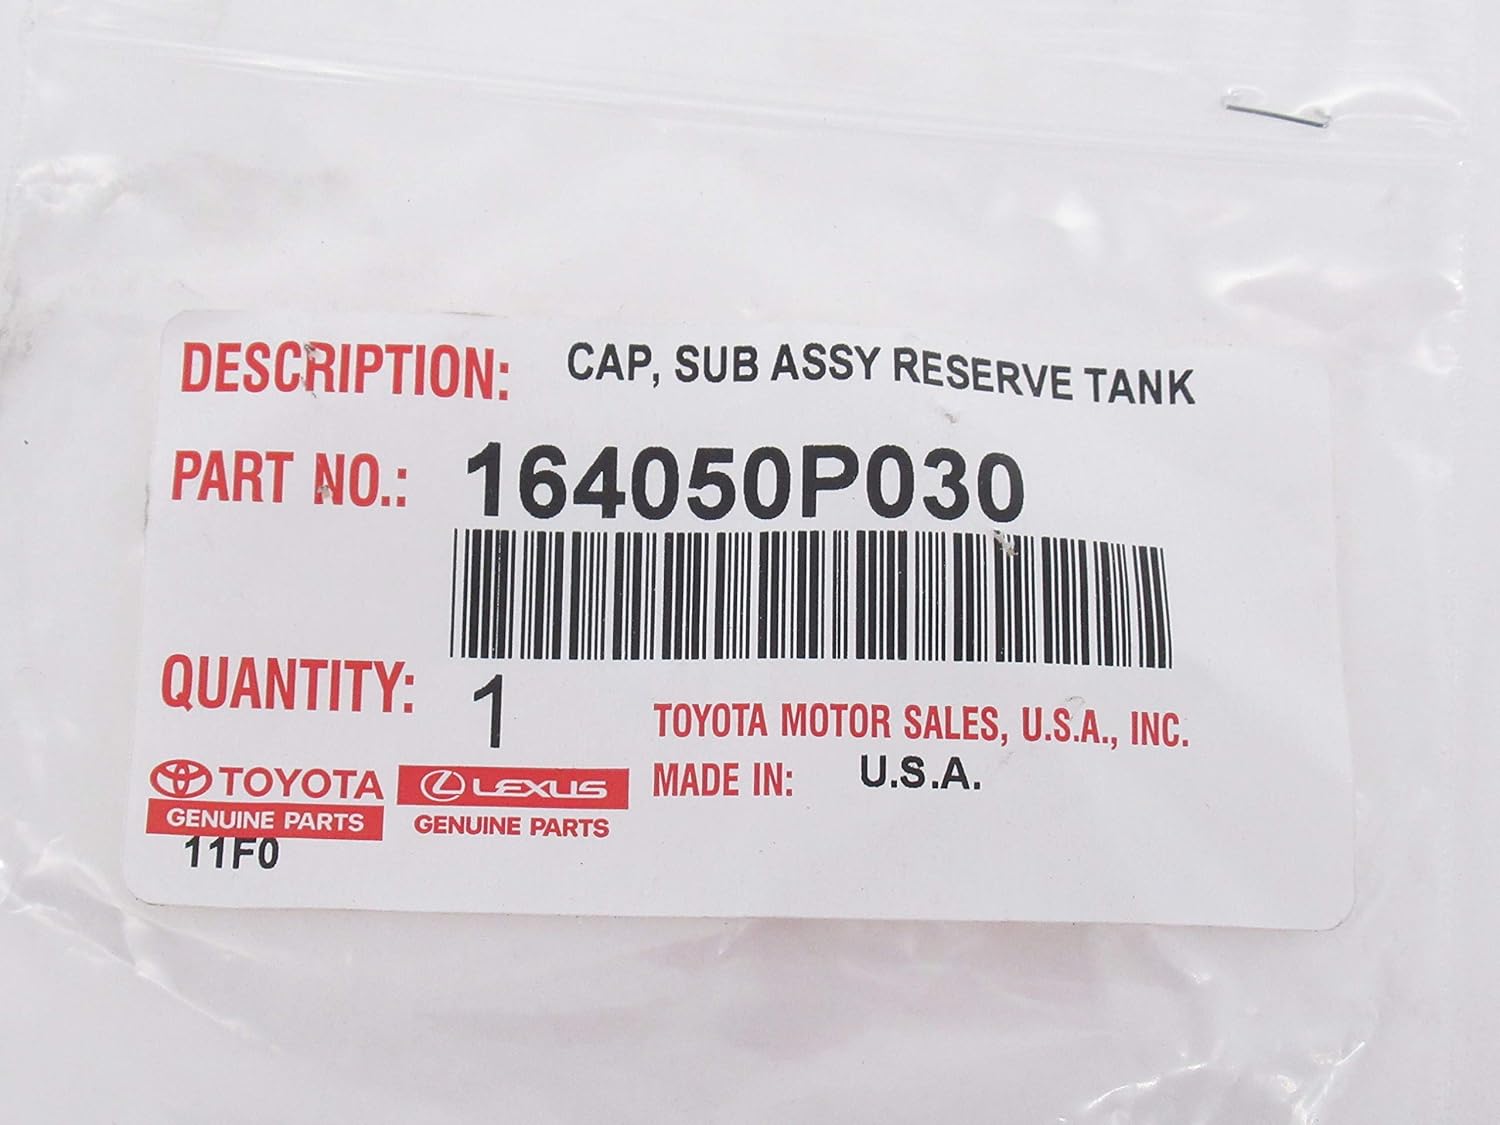 DESCRIPTION: CAP, SUB ASSY RESERVE TANK
PART NO.: 164050P030
QUANTITY: 1
TOYOTA MOTOR SALES, U.S.A., INC.
MADE IN: U.S.A.
TOYOTA
GENUINE PARTS
LEXUS
GENUINE PARTS
11F0